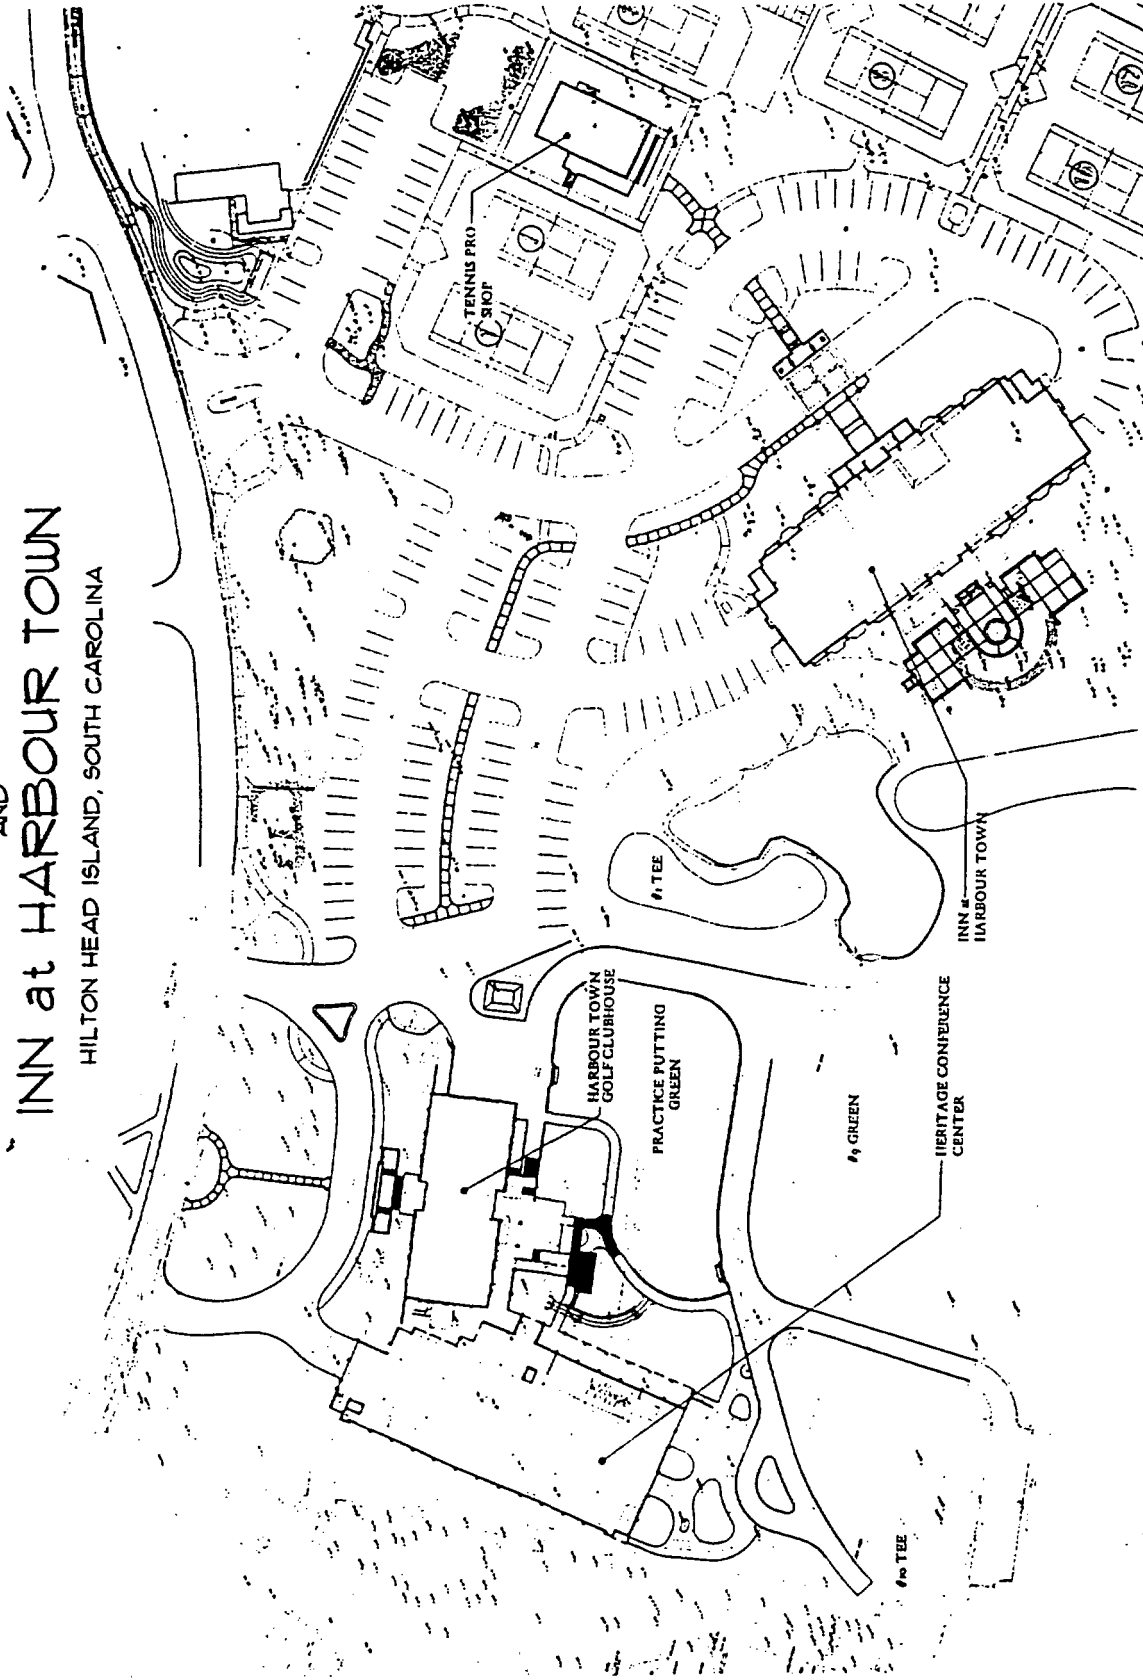 AND
INN at HARBOUR TOWN
HILTON HEAD ISLAND, SOUTH CAROLINA
TENNIS PRO
SHOP
HARBOUR TOWN
GOLF CLUBHOUSE
PRACTICE PUTTING
GREEN
#1 TEE
INN at
HARBOUR TOWN
#9 GREEN
HERITAGE CONFERENCE
CENTER
#10 TEE